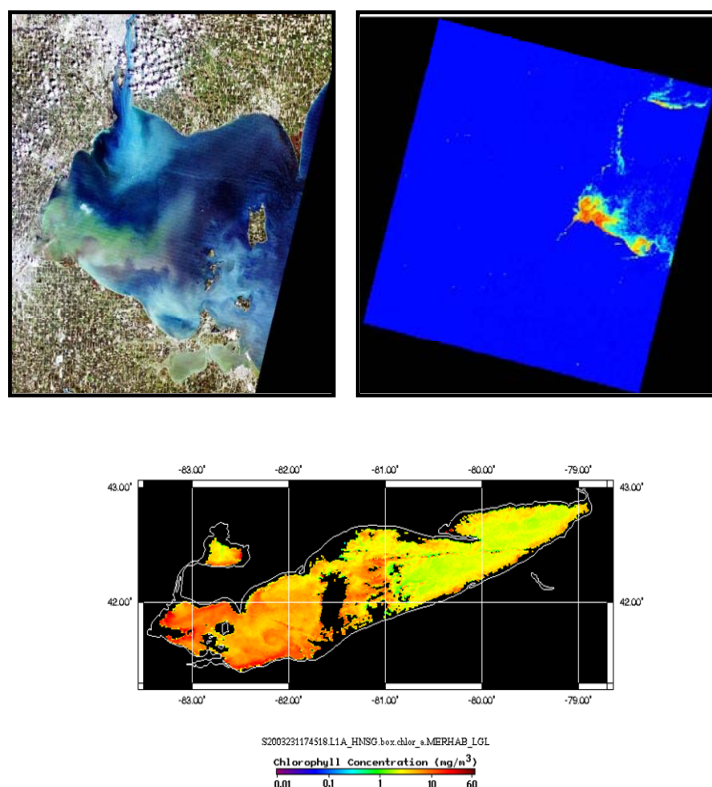 -83.00° -82.00° -81.00° -80.00° -79.00°
43.00° 43.00°
42.00° 42.00°
-83.00° -82.00° -81.00° -80.00° -79.00°
S2003231174518.L1A_HNSG.box.chlor_a.MERHAB_LGL
Chlorophyll Concentration (mg/m³)
0.01 0.1 1 10 60